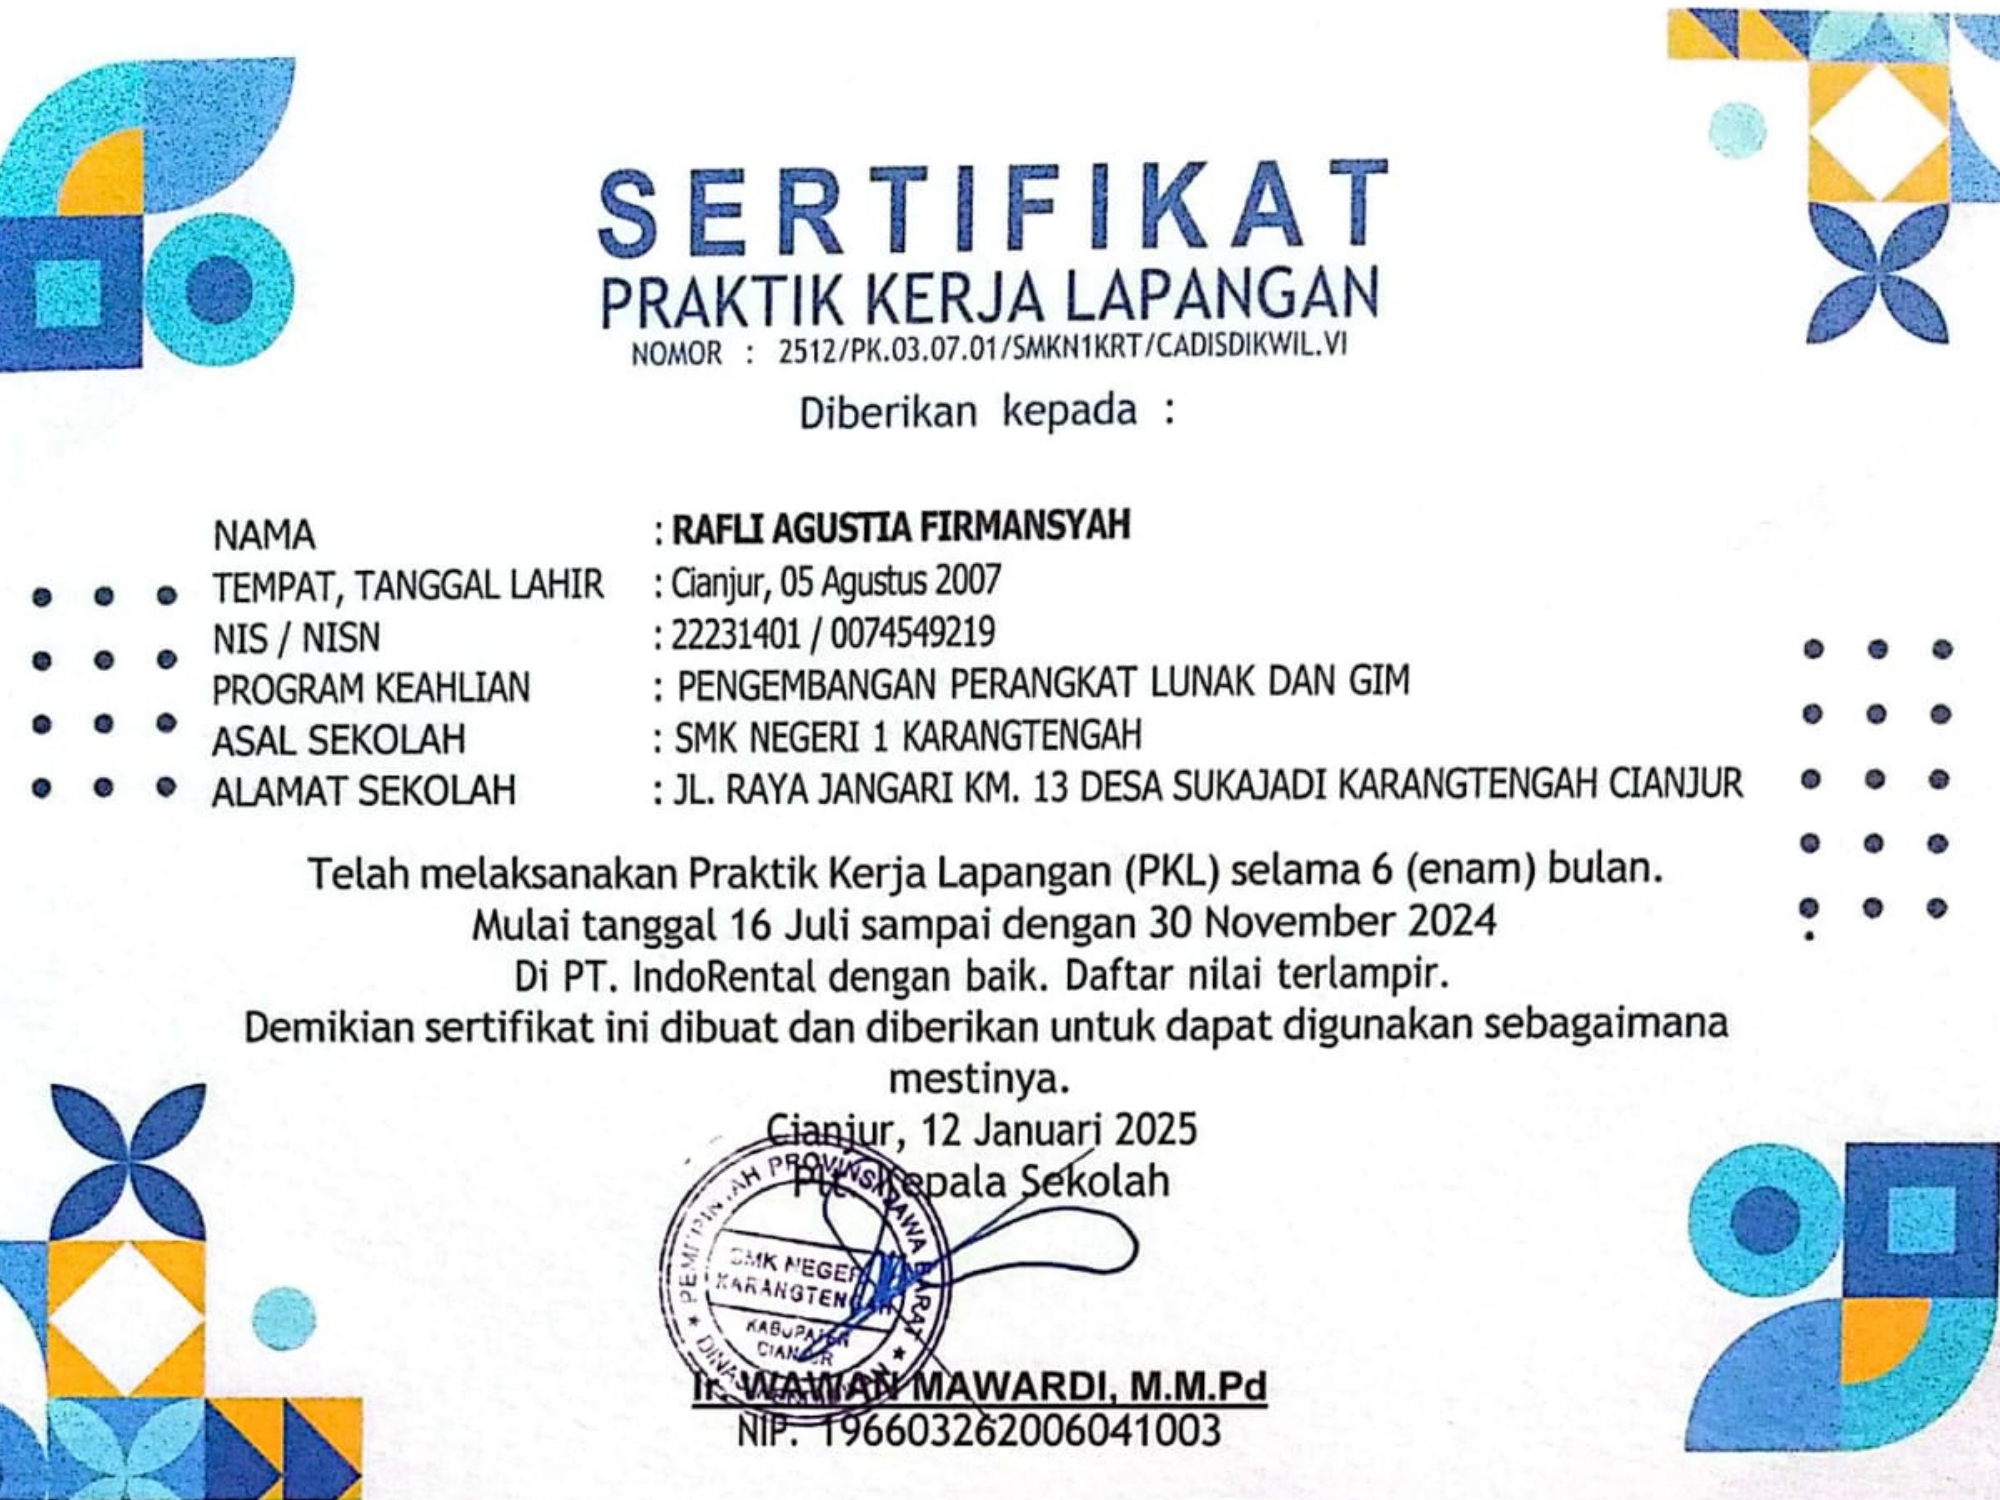 SERTIFIKAT
PRAKTIK KERJA LAPANGAN
NOMOR : 2512/PK.03.07.01/SMKN1KRT/CADISDIKWIL.VI
Diberikan kepada :
NAMA : RAFLI AGUSTIA FIRMANSYAH
TEMPAT, TANGGAL LAHIR : Cianjur, 05 Agustus 2007
NIS / NISN : 22231401 / 0074549219
PROGRAM KEAHLIAN : PENGEMBANGAN PERANGKAT LUNAK DAN GIM
ASAL SEKOLAH : SMK NEGERI 1 KARANGTENGAH
ALAMAT SEKOLAH : JL. RAYA JANGARI KM. 13 DESA SUKAJADI KARANGTENGAH CIANJUR
Telah melaksanakan Praktik Kerja Lapangan (PKL) selama 6 (enam) bulan.
Mulai tanggal 16 Juli sampai dengan 30 November 2024
Di PT. IndoRental dengan baik. Daftar nilai terlampir.
Demikian sertifikat ini dibuat dan diberikan untuk dapat digunakan sebagaimana
mestinya.
Cianjur, 12 Januari 2025
Plt. Kepala Sekolah
PEMERINTAH PROVINSI JAWA BARAT
SMK NEGERI
KARANGTENGAH
KABUPATEN
CIANJUR
DINAS
Ir. WAWAN MAWARDI, M.M.Pd
NIP. 196603262006041003